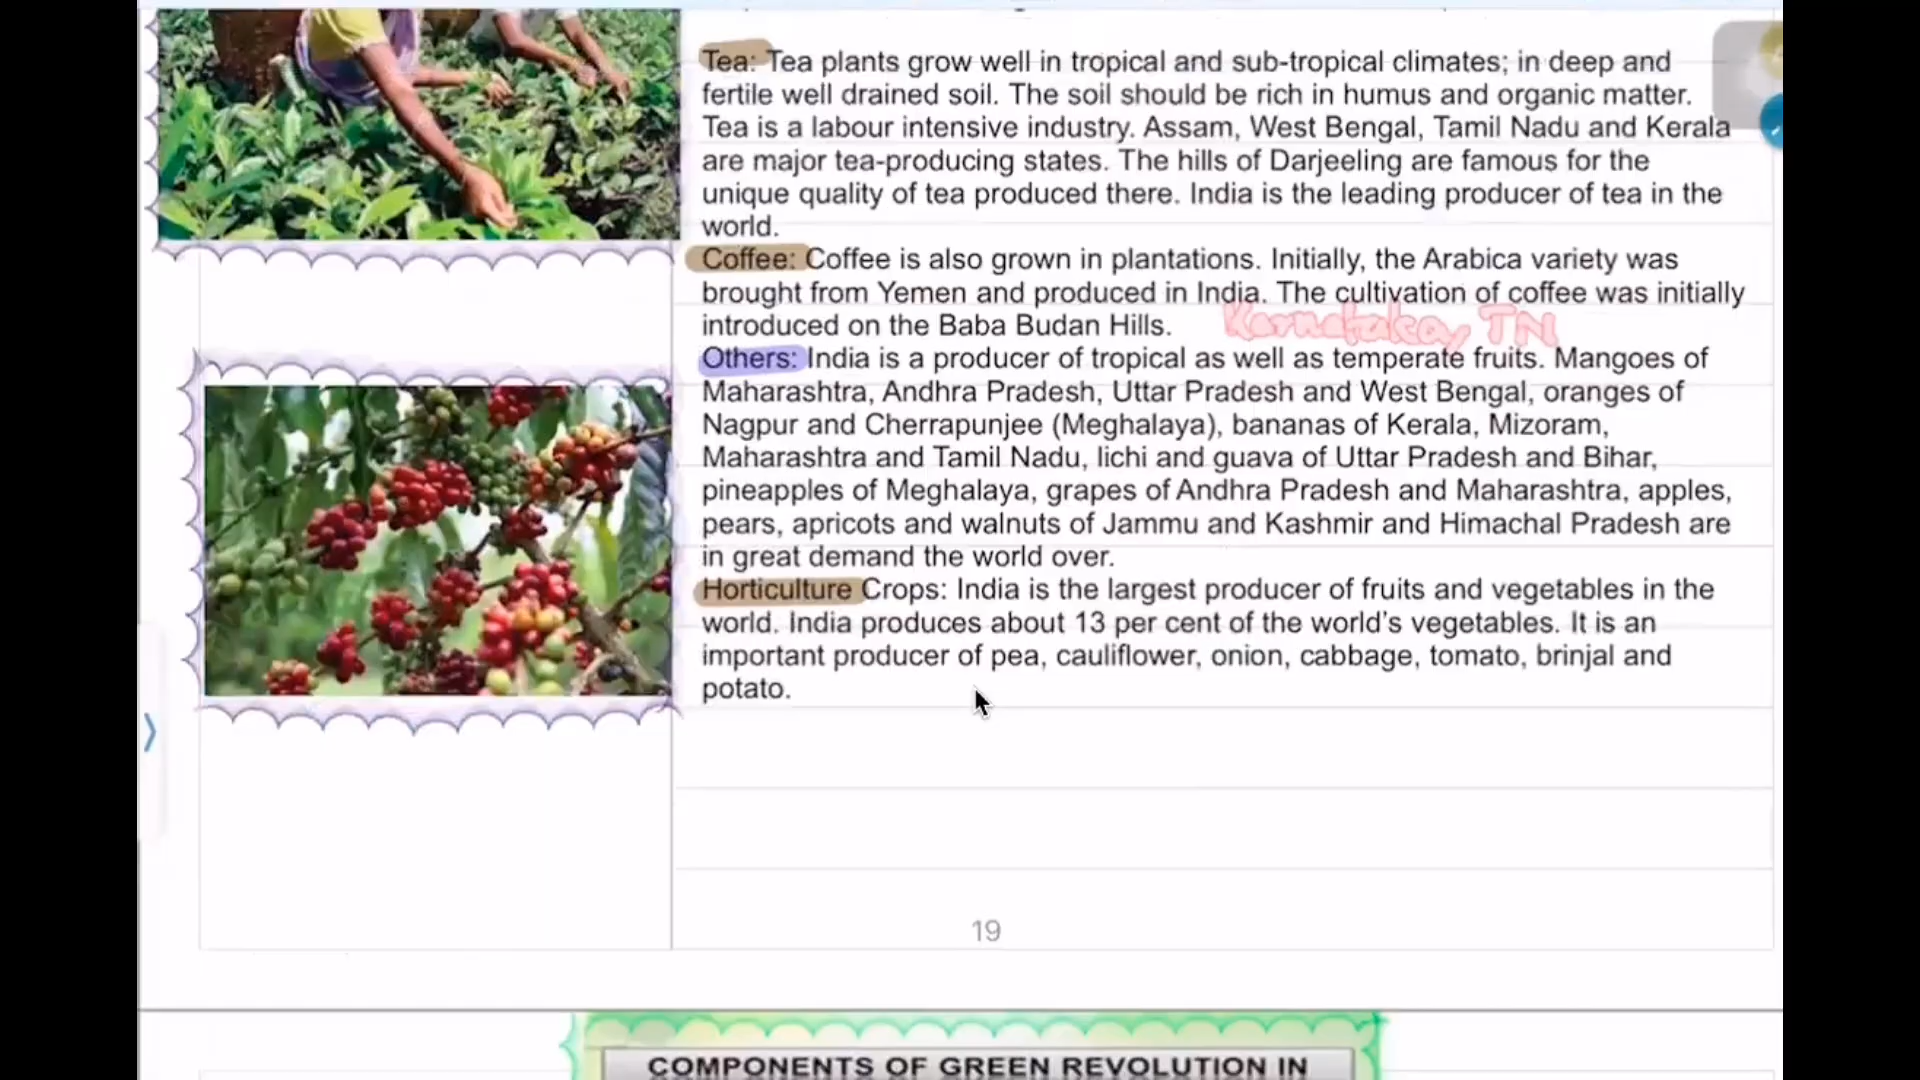 Tea: Tea plants grow well in tropical and sub-tropical climates; in deep and
fertile well drained soil. The soil should be rich in humus and organic matter.
Tea is a labour intensive industry. Assam, West Bengal, Tamil Nadu and Kerala
are major tea-producing states. The hills of Darjeeling are famous for the
unique quality of tea produced there. India is the leading producer of tea in the
world.
Coffee: Coffee is also grown in plantations. Initially, the Arabica variety was
brought from Yemen and produced in India. The cultivation of coffee was initially
introduced on the Baba Budan Hills. Karnataka, TN
Others: India is a producer of tropical as well as temperate fruits. Mangoes of
Maharashtra, Andhra Pradesh, Uttar Pradesh and West Bengal, oranges of
Nagpur and Cherrapunjee (Meghalaya), bananas of Kerala, Mizoram,
Maharashtra and Tamil Nadu, lichi and guava of Uttar Pradesh and Bihar,
pineapples of Meghalaya, grapes of Andhra Pradesh and Maharashtra, apples,
pears, apricots and walnuts of Jammu and Kashmir and Himachal Pradesh are
in great demand the world over.
Horticulture Crops: India is the largest producer of fruits and vegetables in the
world. India produces about 13 per cent of the world's vegetables. It is an
important producer of pea, cauliflower, onion, cabbage, tomato, brinjal and
potato.
19
COMPONENTS OF GREEN REVOLUTION IN